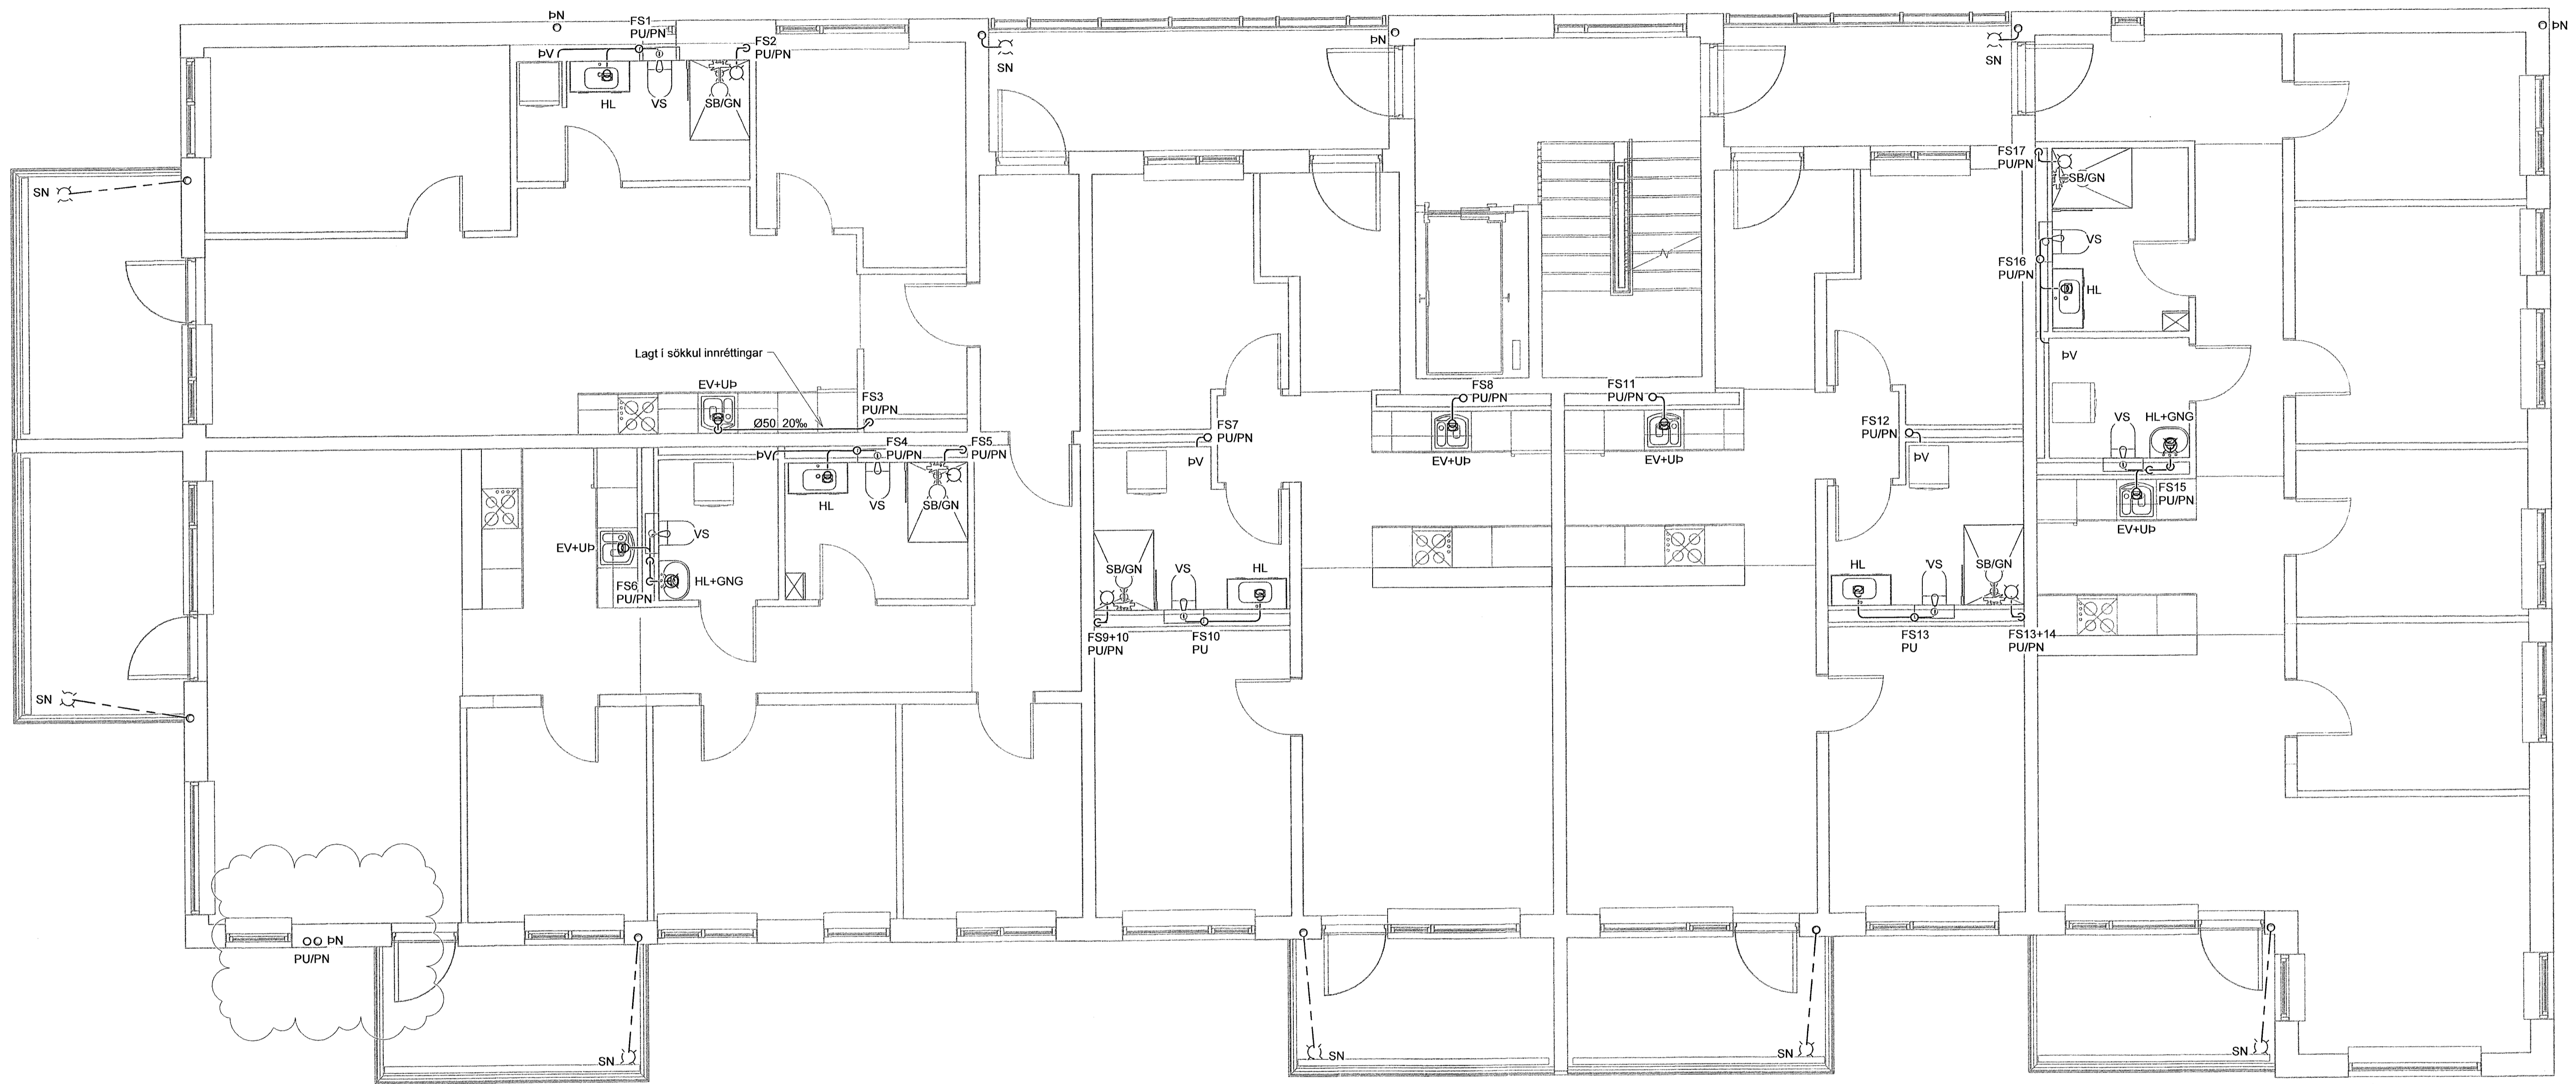 ÞN
FS1
PU/PN
FS2
PU/PN
ÞV
HL
VS
SB/GN
SN
ÞN
SN
ÞN
SN
FS17
PU/PN
SB/GN
VS
FS16
PU/PN
HL
ÞV
Lagt í sökkul innréttingar
EV+UÞ
Ø50 20‰
FS3
PU/PN
FS8
PU/PN
FS11
PU/PN
FS7
PU/PN
FS12
PU/PN
ÞV
FS4
PU/PN
FS5
PU/PN
ÞV
EV+UÞ
EV+UÞ
ÞV
VS
HL+GNG
FS15
PU/PN
EV+UÞ
HL
VS
SB/GN
EV+UÞ
VS
FS6
PU/PN
HL+GNG
SB/GN
VS
HL
HL
VS
SB/GN
FS9+10
PU/PN
FS10
PU
FS13
PU
FS13+14
PU/PN
SN
ÞN
PU/PN
SN
SN
SN
SN